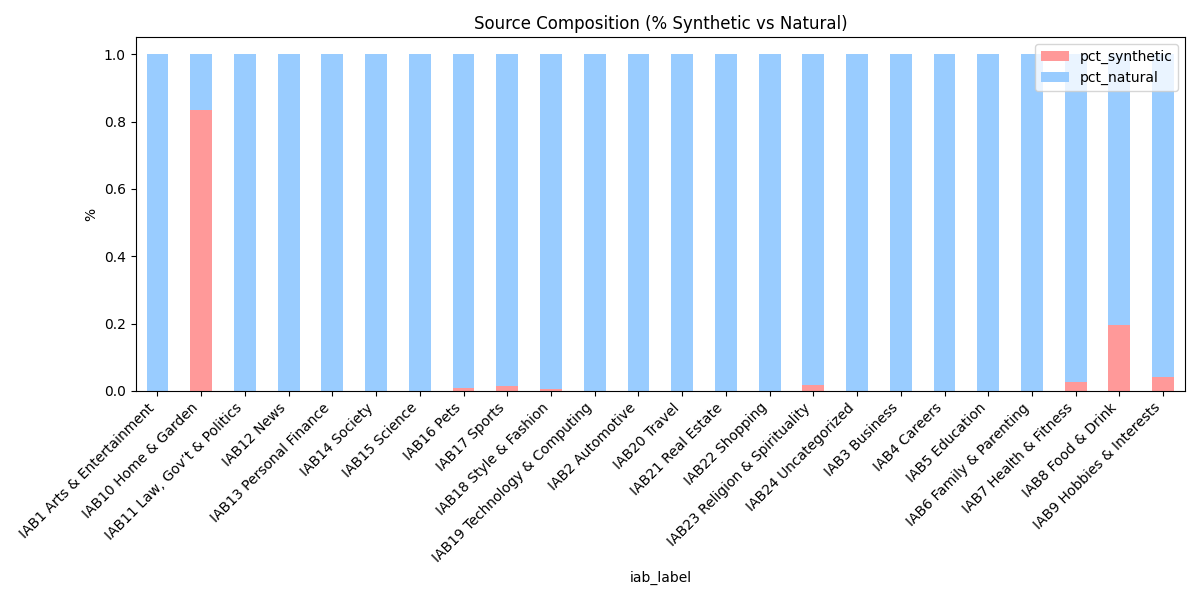 Source Composition (% Synthetic vs Natural)
pct_synthetic
pct_natural
1.0
0.8
0.6
0.4
0.2
0.0
%
IAB1 Arts & Entertainment
IAB10 Home & Garden
IAB11 Law, Gov't & Politics
IAB12 News
IAB13 Personal Finance
IAB14 Society
IAB15 Science
IAB16 Pets
IAB17 Sports
IAB18 Style & Fashion
IAB19 Technology & Computing
IAB2 Automotive
IAB20 Travel
IAB21 Real Estate
IAB22 Shopping
IAB23 Religion & Spirituality
IAB24 Uncategorized
IAB3 Business
IAB4 Careers
IAB5 Education
IAB6 Family & Parenting
IAB7 Health & Fitness
IAB8 Food & Drink
IAB9 Hobbies & Interests
iab_label